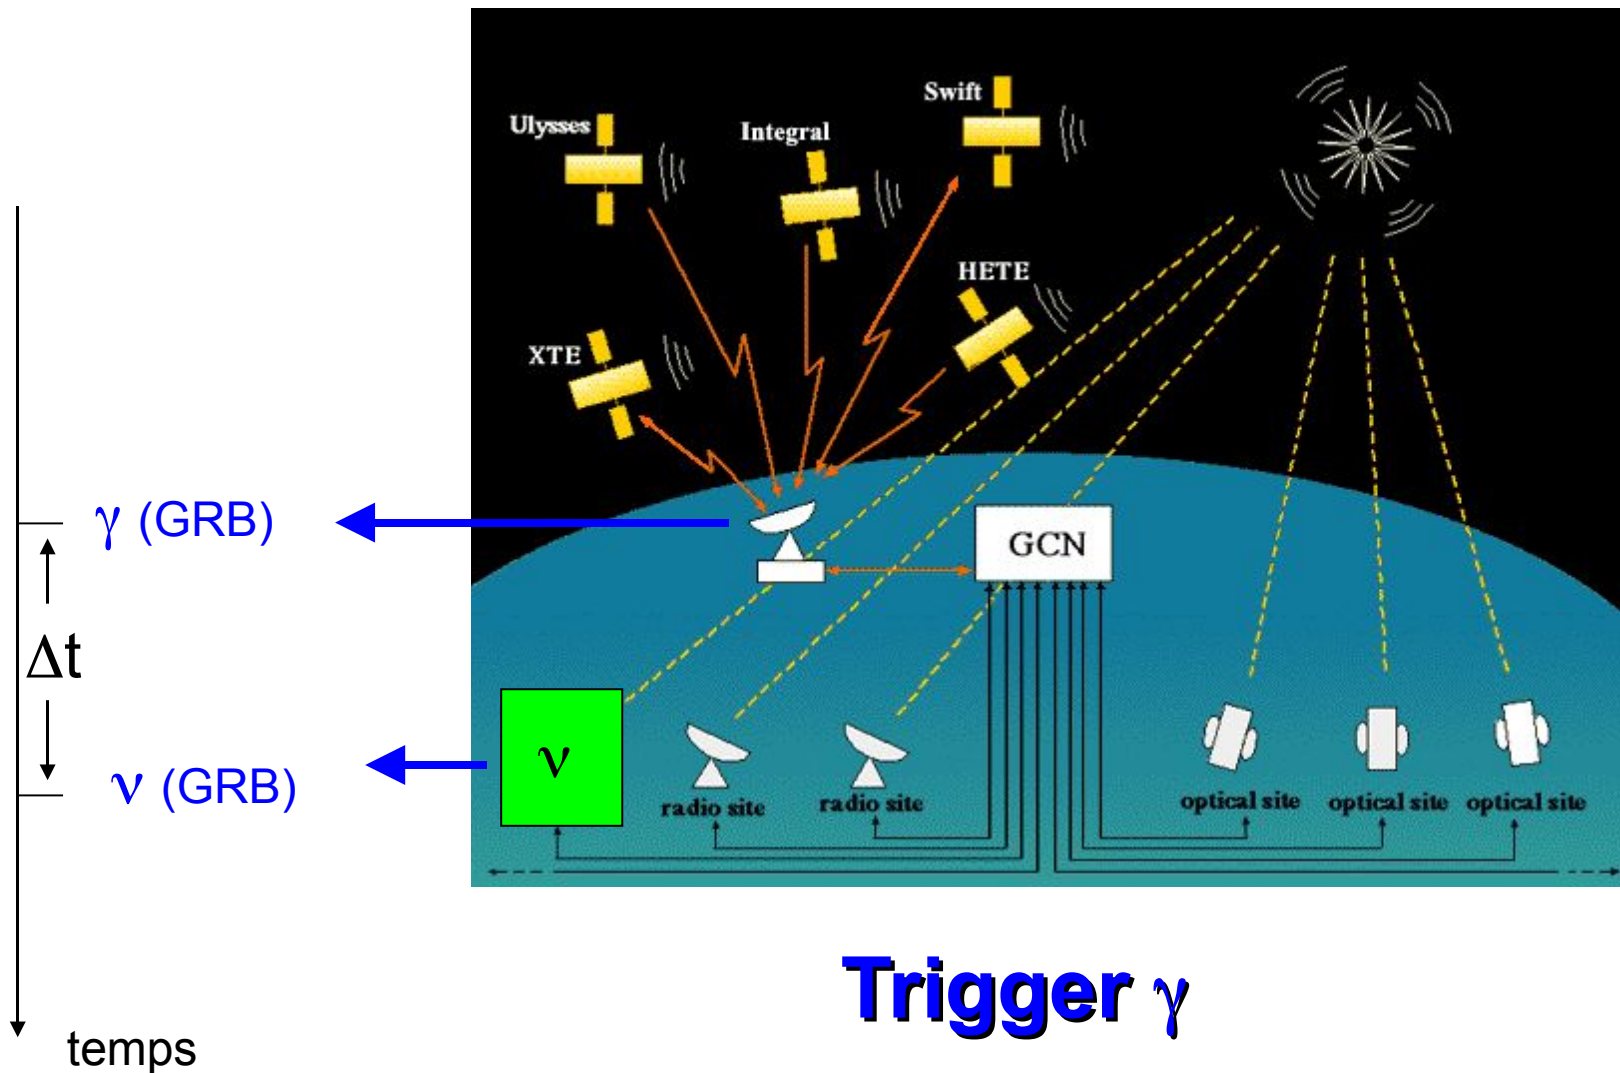 Swift
Ulysses
Integral
HETE
XTE
γ (GRB)
GCN
Δt
ν
ν (GRB)
radio site
radio site
optical site
optical site
optical site
Trigger γ
temps